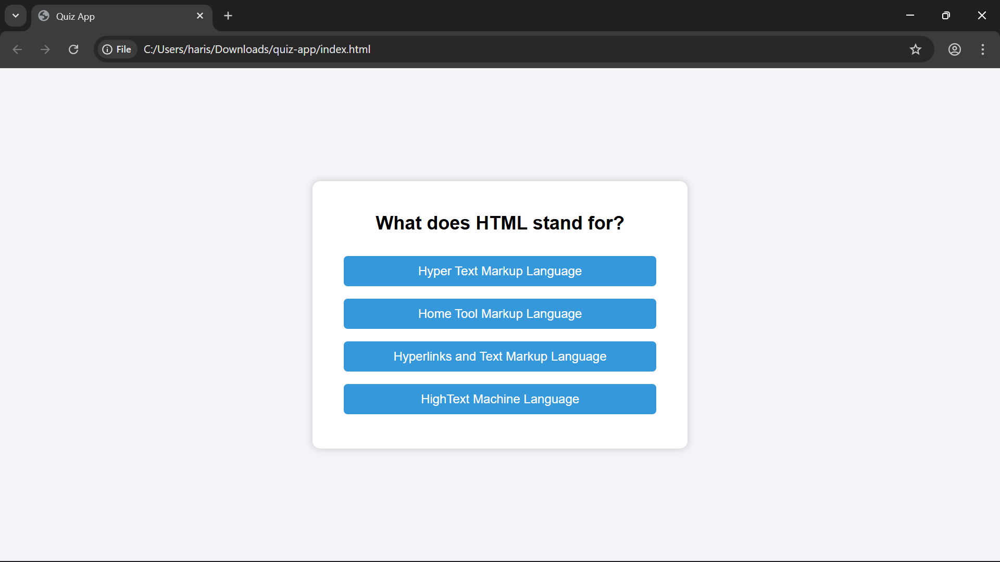 Quiz App
File
C:/Users/haris/Downloads/quiz-app/index.html
What does HTML stand for?
Hyper Text Markup Language
Home Tool Markup Language
Hyperlinks and Text Markup Language
HighText Machine Language